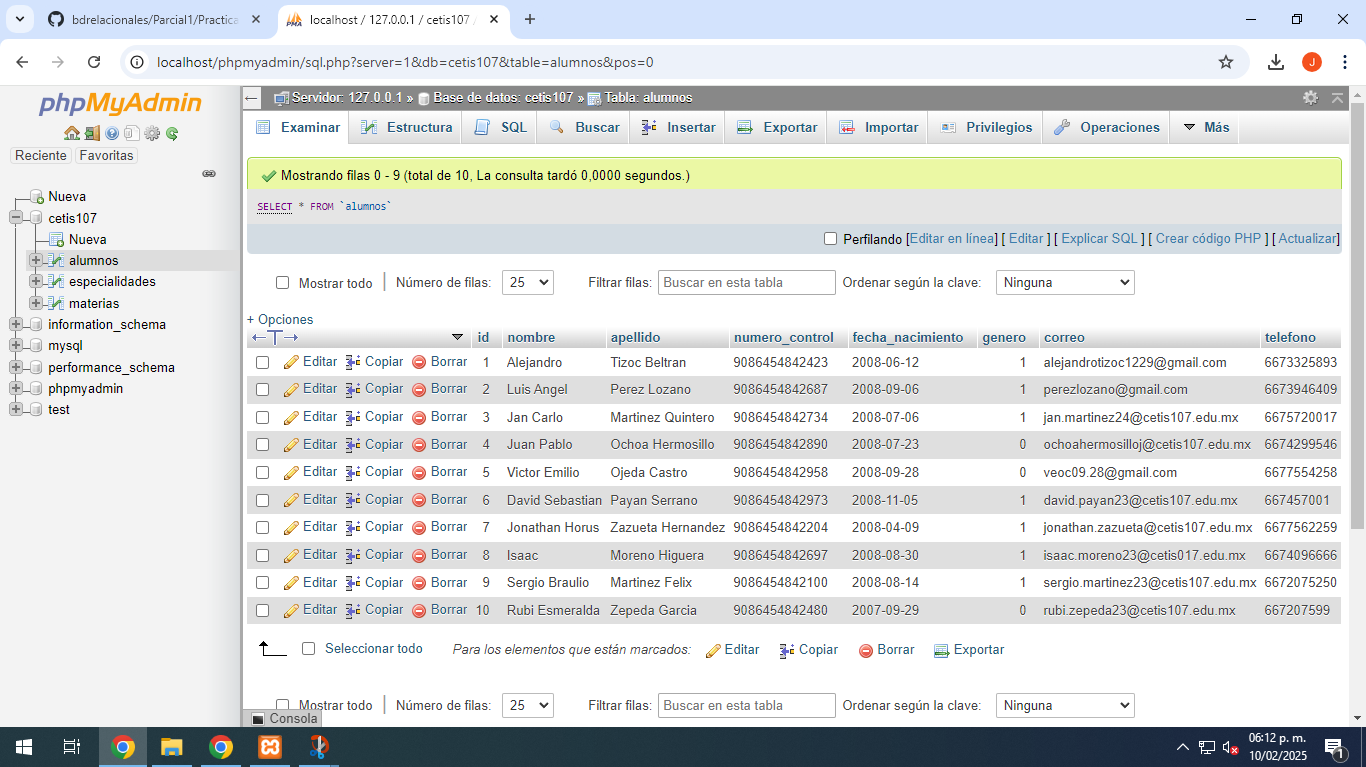 bdrelacionales/Parcial1/Practica
localhost / 127.0.0.1 / cetis107 /
localhost/phpmyadmin/sql.php?server=1&db=cetis107&table=alumnos&pos=0
J
phpMyAdmin
Reciente Favoritas
Nueva
cetis107
Nueva
alumnos
especialidades
materias
information_schema
mysql
performance_schema
phpmyadmin
test
Servidor: 127.0.0.1 » Base de datos: cetis107 » Tabla: alumnos
Examinar Estructura SQL Buscar Insertar Exportar Importar Privilegios Operaciones Más
Mostrando filas 0 - 9 (total de 10, La consulta tardó 0,0000 segundos.)
SELECT * FROM `alumnos`
Perfilando [Editar en línea] [ Editar ] [ Explicar SQL ] [ Crear código PHP ] [ Actualizar]
Mostrar todo | Número de filas: 25 Filtrar filas: Buscar en esta tabla Ordenar según la clave: Ninguna
+ Opciones
←T→ id nombre apellido numero_control fecha_nacimiento genero correo telefono
Editar Copiar Borrar 1 Alejandro Tizoc Beltran 9086454842423 2008-06-12 1 alejandrotizoc1229@gmail.com 6673325893
Editar Copiar Borrar 2 Luis Angel Perez Lozano 9086454842687 2008-09-06 1 perezlozano@gmail.com 6673946409
Editar Copiar Borrar 3 Jan Carlo Martinez Quintero 9086454842734 2008-07-06 1 jan.martinez24@cetis107.edu.mx 6675720017
Editar Copiar Borrar 4 Juan Pablo Ochoa Hermosillo 9086454842890 2008-07-23 0 ochoahermosilloj@cetis107.edu.mx 6674299546
Editar Copiar Borrar 5 Victor Emilio Ojeda Castro 9086454842958 2008-09-28 0 veoc09.28@gmail.com 6677554258
Editar Copiar Borrar 6 David Sebastian Payan Serrano 9086454842973 2008-11-05 1 david.payan23@cetis107.edu.mx 667457001
Editar Copiar Borrar 7 Jonathan Horus Zazueta Hernandez 9086454842204 2008-04-09 1 jonathan.zazueta@cetis107.edu.mx 6677562259
Editar Copiar Borrar 8 Isaac Moreno Higuera 9086454842697 2008-08-30 1 isaac.moreno23@cetis017.edu.mx 6674096666
Editar Copiar Borrar 9 Sergio Braulio Martinez Felix 9086454842100 2008-08-14 1 sergio.martinez23@cetis107.edu.mx 6672075250
Editar Copiar Borrar 10 Rubi Esmeralda Zepeda Garcia 9086454842480 2007-09-29 0 rubi.zepeda23@cetis107.edu.mx 667207599
Seleccionar todo Para los elementos que están marcados: Editar Copiar Borrar Exportar
Mostrar todo | Número de filas: 25 Filtrar filas: Buscar en esta tabla Ordenar según la clave: Ninguna
Consola
06:12 p. m.
10/02/2025
1